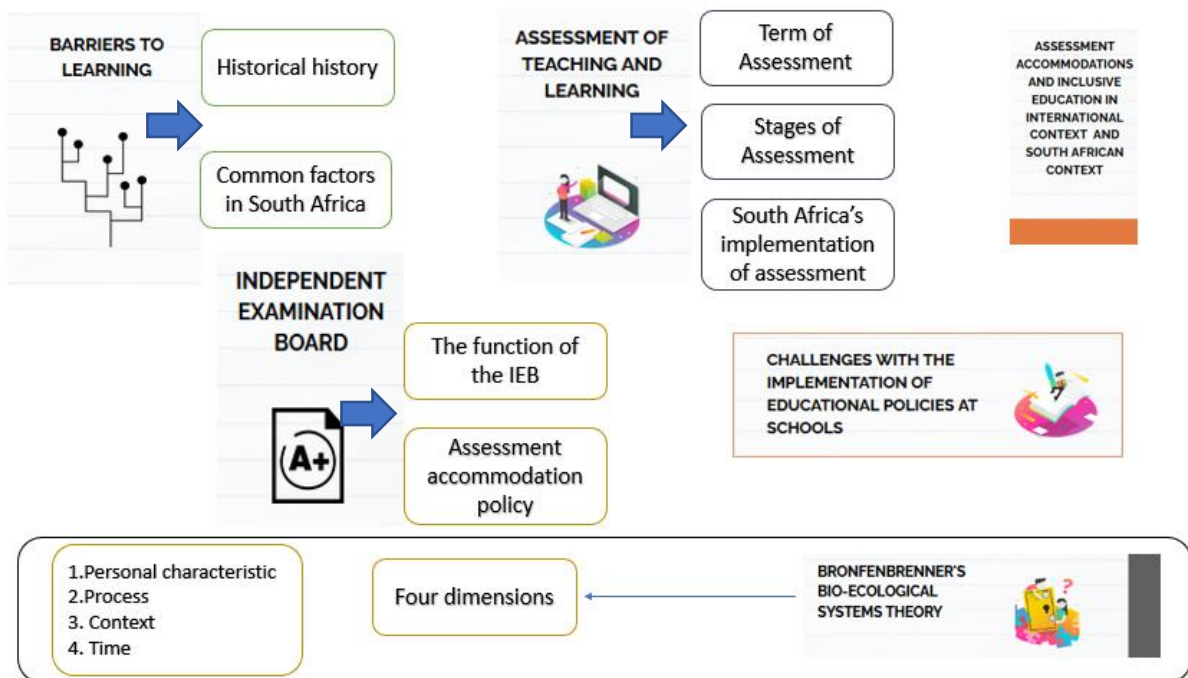 BARRIERS TO
LEARNING
Historical history
Common factors
in South Africa
ASSESSMENT OF
TEACHING AND
LEARNING
Term of
Assessment
Stages of
Assessment
South Africa's
implementation
of assessment
ASSESSMENT
ACCOMMODATIONS
AND INCLUSIVE
EDUCATION IN
INTERNATIONAL
CONTEXT AND
SOUTH AFRICAN
CONTEXT
INDEPENDENT
EXAMINATION
BOARD
A+
The function of
the IEB
Assessment
accommodation
policy
CHALLENGES WITH THE
IMPLEMENTATION OF
EDUCATIONAL POLICIES AT
SCHOOLS
1.Personal characteristic
2.Process
3. Context
4. Time
Four dimensions
BRONFENBRENNER'S
BIO-ECOLOGICAL
SYSTEMS THEORY
?